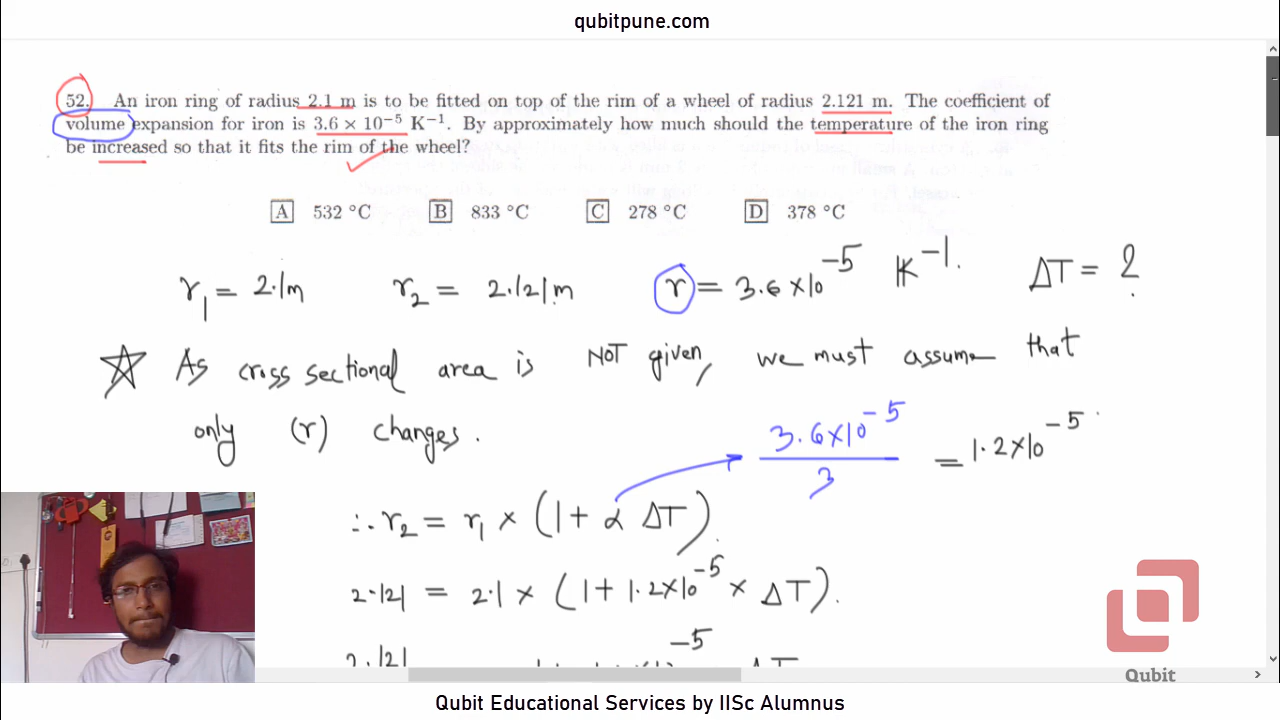 qubitpune.com
52. An iron ring of radius 2.1 m is to be fitted on top of the rim of a wheel of radius 2.121 m. The coefficient of
volume expansion for iron is 3.6 × 10⁻⁵ K⁻¹. By approximately how much should the temperature of the iron ring
be increased so that it fits the rim of the wheel?
A 532 °C B 833 °C C 278 °C D 378 °C
r₁ = 2.1m r₂ = 2.121m r = 3.6×10⁻⁵ K⁻¹. ΔT = ?
☆ As cross sectional area is NOT given, we must assume that
only (r) changes.
3.6×10⁻⁵ / 3 = 1.2×10⁻⁵
∴ r₂ = r₁ × (1 + α ΔT).
2.121 = 2.1 × (1 + 1.2×10⁻⁵ × ΔT).
2.121
Qubit
Qubit Educational Services by IISc Alumnus